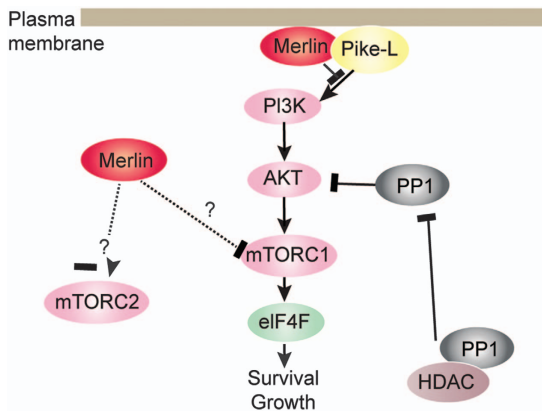 Plasma
membrane
Merlin
Pike-L
PI3K
Merlin
AKT
PP1
?
?
mTORC1
mTORC2
eIF4F
PP1
HDAC
Survival
Growth